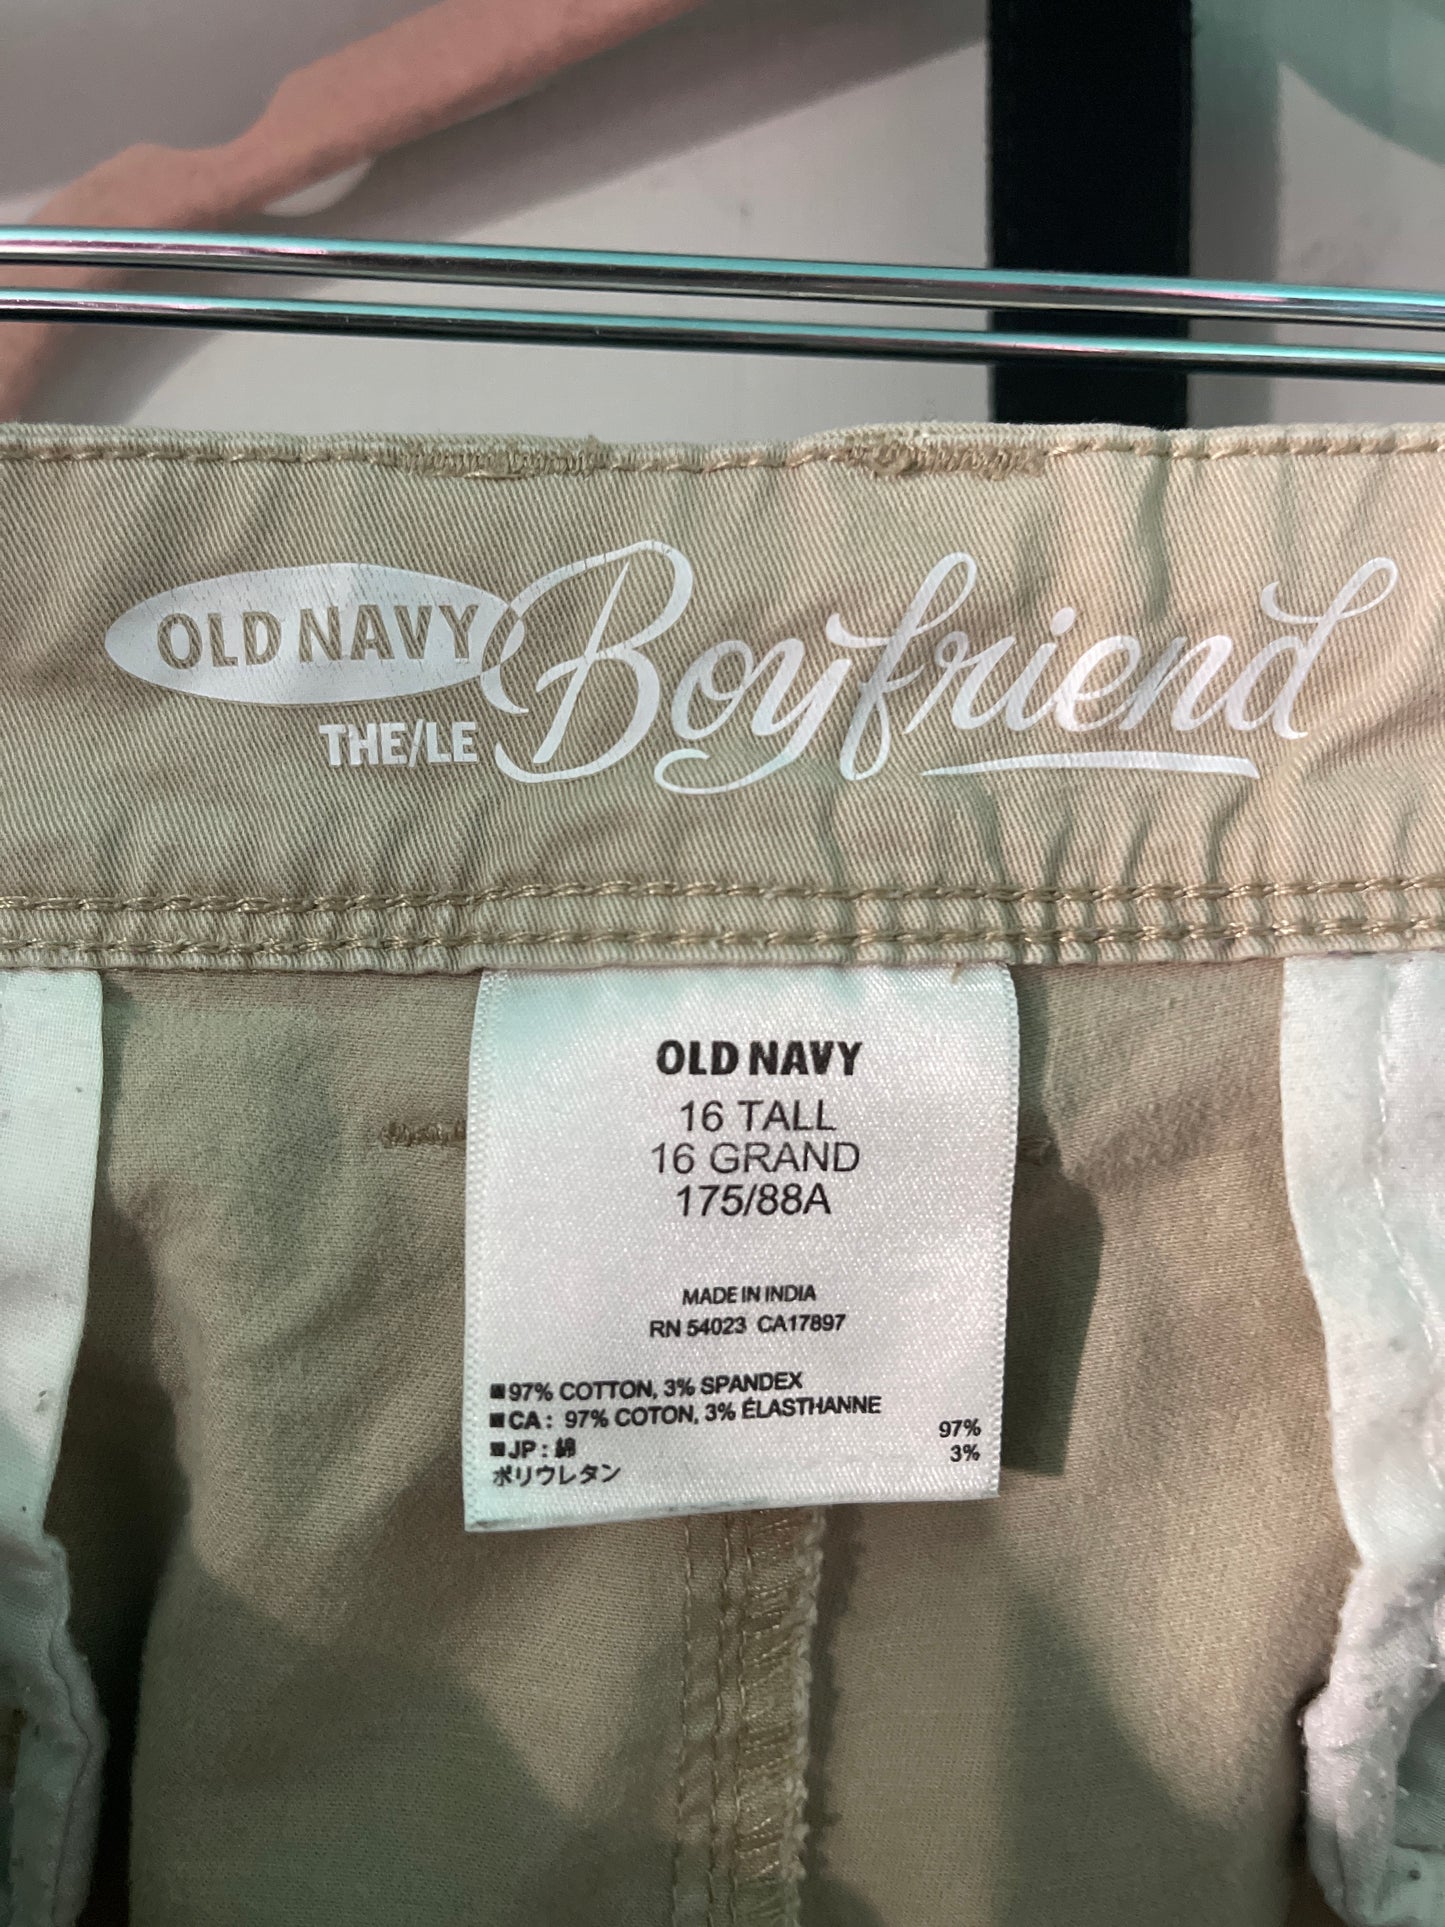 OLD NAVY
THE/LE Boyfriend
OLD NAVY
16 TALL
16 GRAND
175/88A
MADE IN INDIA
RN 54023 CA17897
■97% COTTON, 3% SPANDEX
■CA: 97% COTON, 3% ÉLASTHANNE
■JP: 綿 97%
ポリウレタン 3%